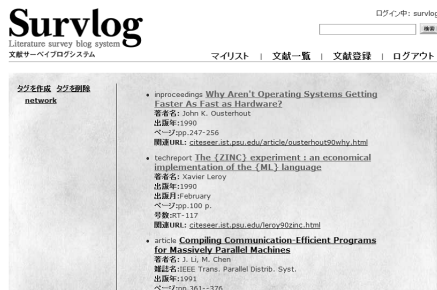 ログイン中: survlog
Survlog
Literature survey blog system
文献サーベイブログシステム
検索
マイリスト | 文献一覧 | 文献登録 | ログアウト
タグを作成 タグを削除
network
inproceedings Why Aren't Operating Systems Getting
Faster As Fast as Hardware?
著者名: John K. Ousterhout
出版年:1990
ページ:pp.247-256
関連URL: citeseer.ist.psu.edu/article/ousterhout90why.html
techreport The {ZINC} experiment : an economical
implementation of the {ML} language
著者名: Xavier Leroy
出版年:1990
出版月:February
ページ:pp.100 p.
号数:RT-117
関連URL: citeseer.ist.psu.edu/leroy90zinc.html
article Compiling Communication-Efficient Programs
for Massively Parallel Machines
著者名: J. Li, M. Chen
雑誌名:IEEE Trans. Parallel Distrib. Syst.
出版年:1991
ページ:pp.361--376